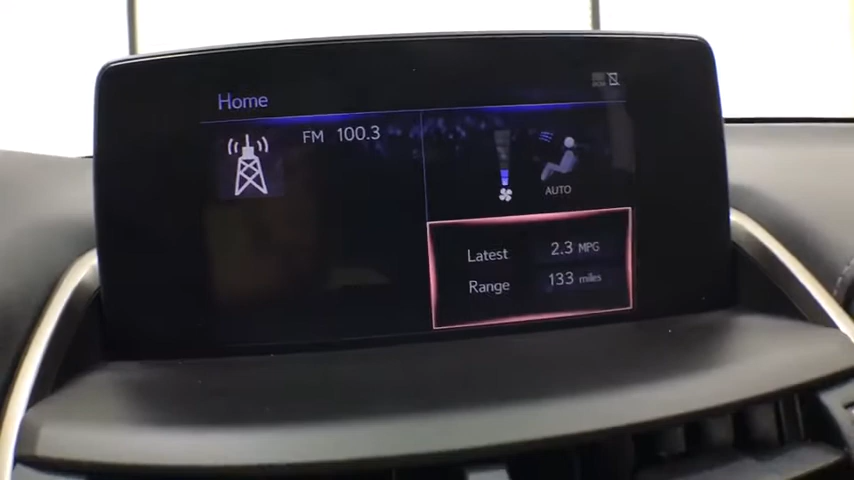 Home
FM 100.3
AUTO
Latest 2.3 MPG
Range 133 miles